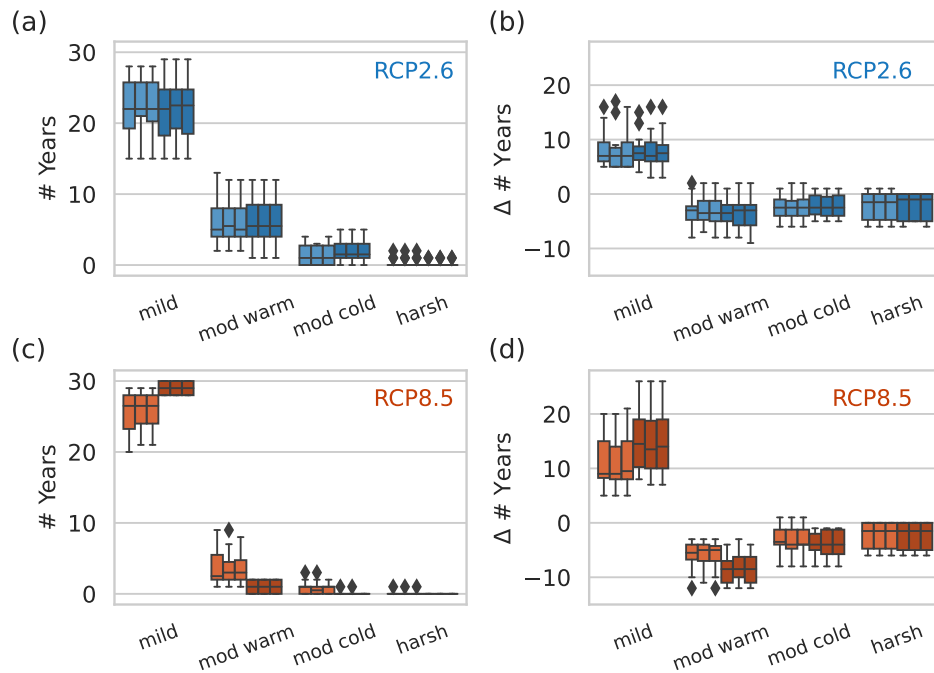 (a)
RCP2.6
# Years
30
20
10
0
mild
mod warm
mod cold
harsh
(b)
RCP2.6
Δ # Years
20
10
0
−10
mild
mod warm
mod cold
harsh
(c)
RCP8.5
# Years
30
20
10
0
mild
mod warm
mod cold
harsh
(d)
RCP8.5
Δ # Years
20
10
0
−10
mild
mod warm
mod cold
harsh